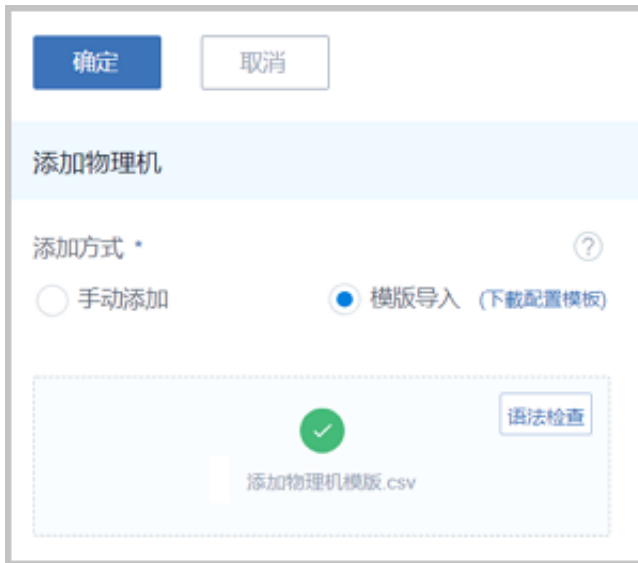 确定 取消
添加物理机
添加方式 *
?
手动添加 模版导入 (下载配置模板)
语法检查
添加物理机模版.csv